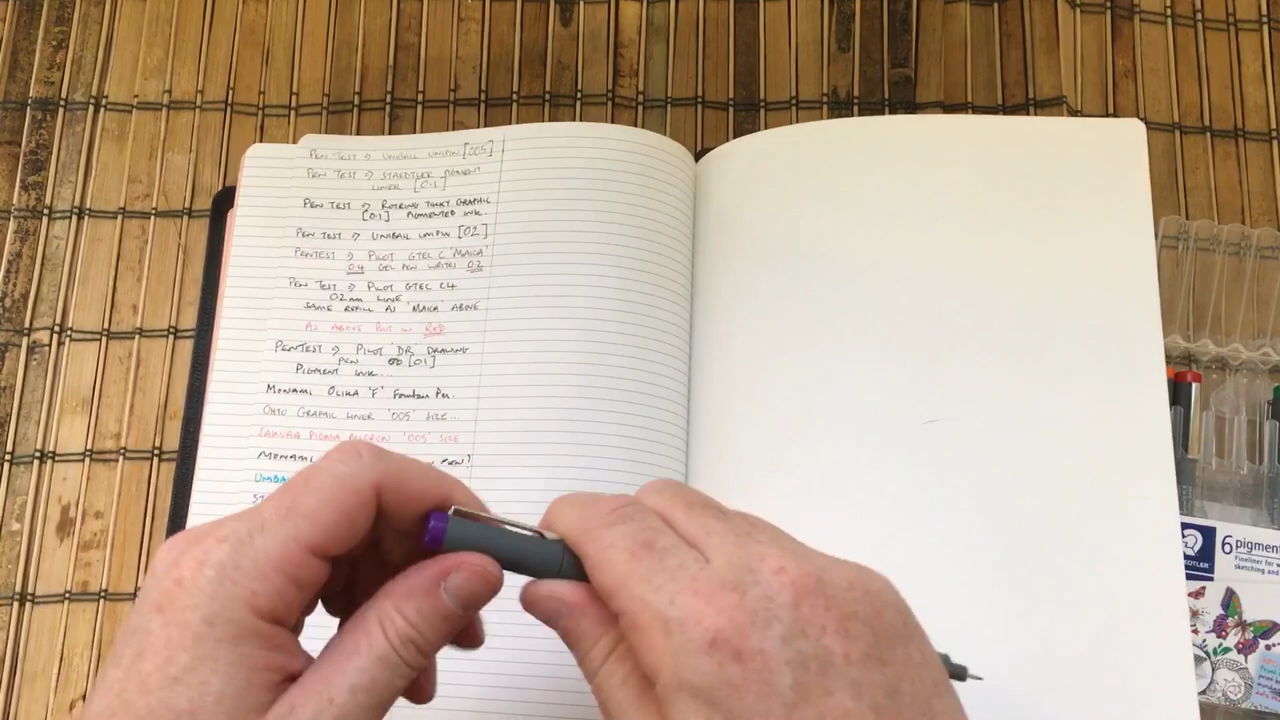 PEN TEST → UNIBALL UNIPIN [005]
PEN TEST → STAEDTLER PIGMENT
LINER [0.1]
PEN TEST → ROTRING TIKKY GRAPHIC
[0.1] PIGMENTED INK
PEN TEST → UNIBALL UNIPIN [02]
PENTEST → PILOT GTEC C 'MAICA'
0.4 GEL PEN WRITES 0.2
PEN TEST → PILOT GTEC C4
0.2mm LINE
SAME REFILL AS 'MAICA' ABOVE
AS ABOVE BUT IN RED
PENTEST → PILOT 'DR' DRAWING
PEN [01]
PIGMENT INK...
MONAMI OLIKA 'F' Fountain Pen.
OHTO GRAPHIC LINER '005' SIZE...
SAKURA PIGMA MICRON '005' SIZE
MONAMI PEN?
UNIBA
ST
6 pigment
Fineliner for w
sketching and